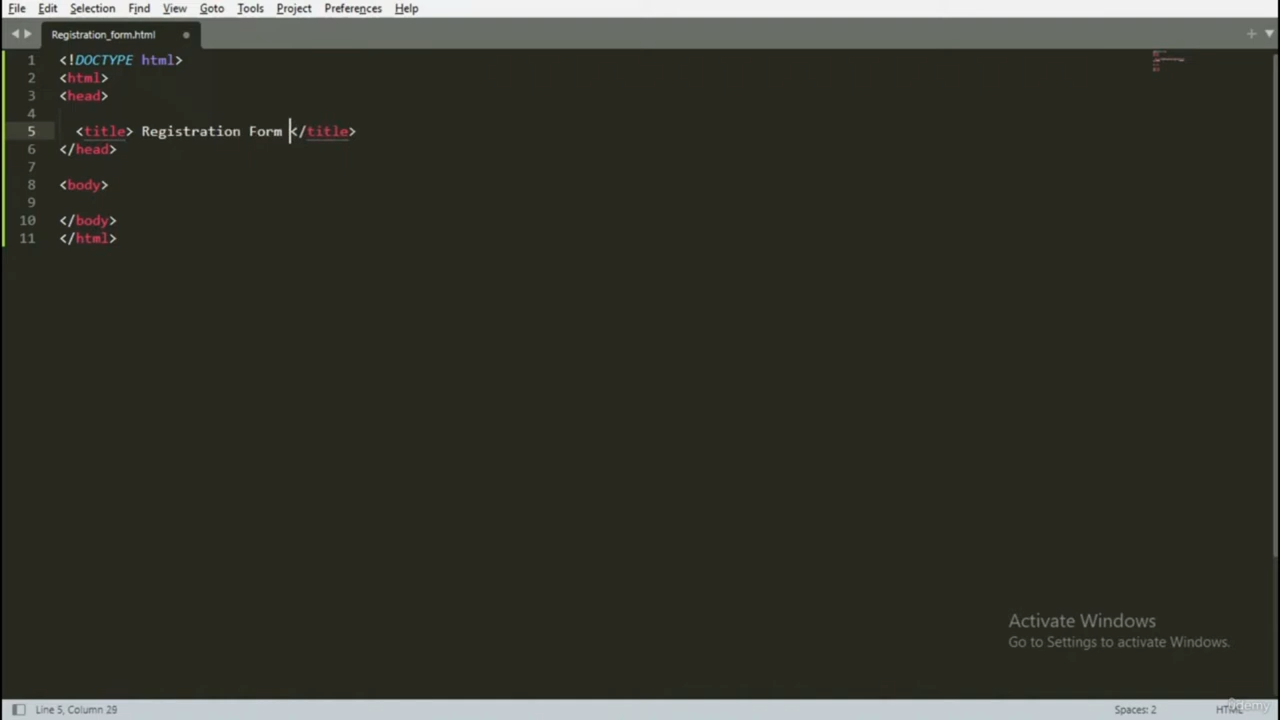 File Edit Selection Find View Goto Tools Project Preferences Help
Registration_form.html
1 <!DOCTYPE html>
2 <html>
3 <head>
4
5 <title> Registration Form </title>
6 </head>
7
8 <body>
9
10 </body>
11 </html>
Activate Windows
Go to Settings to activate Windows.
Line 5, Column 29 Spaces: 2 HTML
Udemy